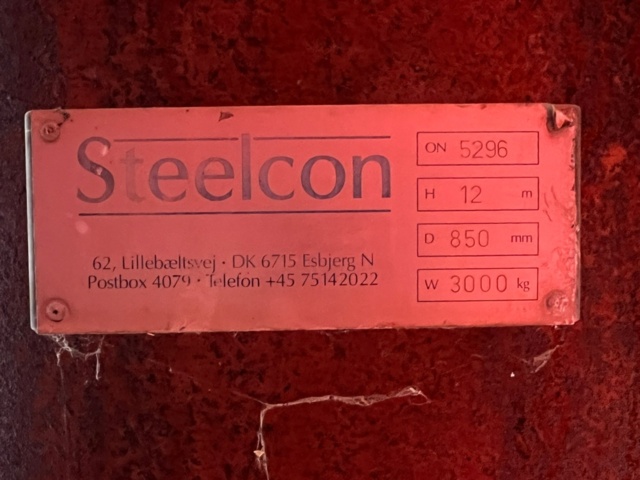 Steelcon
62, Lillebæltsvej · DK 6715 Esbjerg N
Postbox 4079 · Telefon +45 75142022
ON 5296
H 12 m
D 850 mm
W 3000 kg